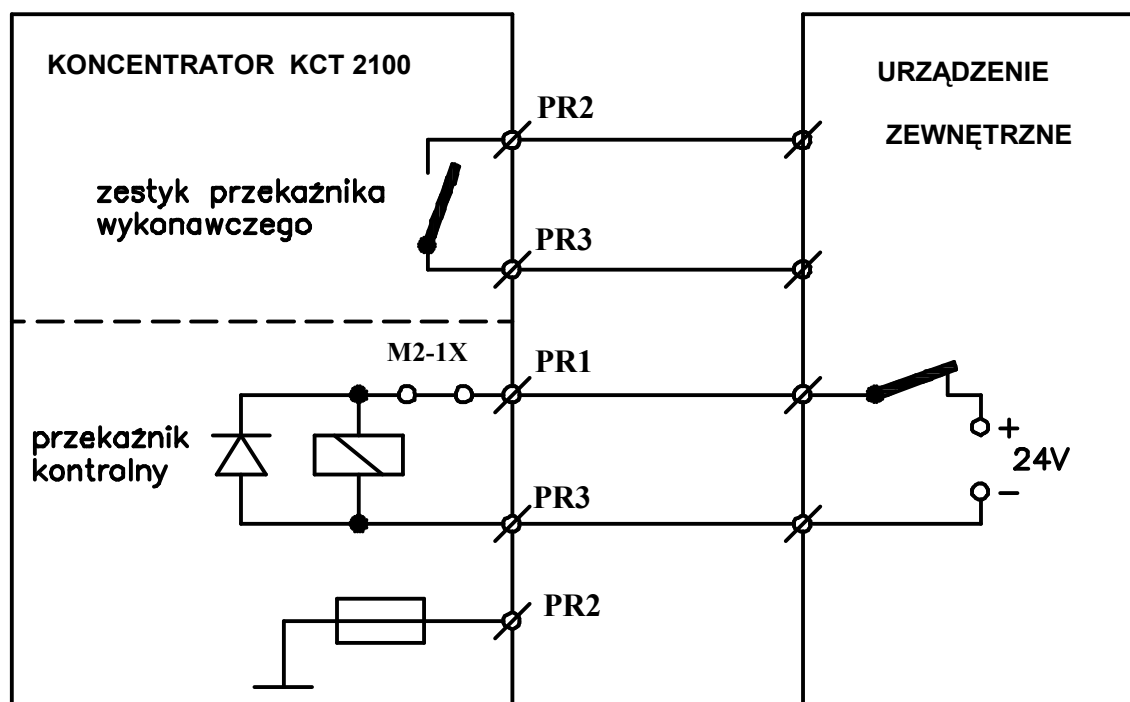 KONCENTRATOR KCT 2100
URZĄDZENIE
ZEWNĘTRZNE
PR2
zestyk przekaźnika
wykonawczego
PR3
M2-1X
PR1
przekaźnik
kontrolny
+
24V
−
PR3
PR2